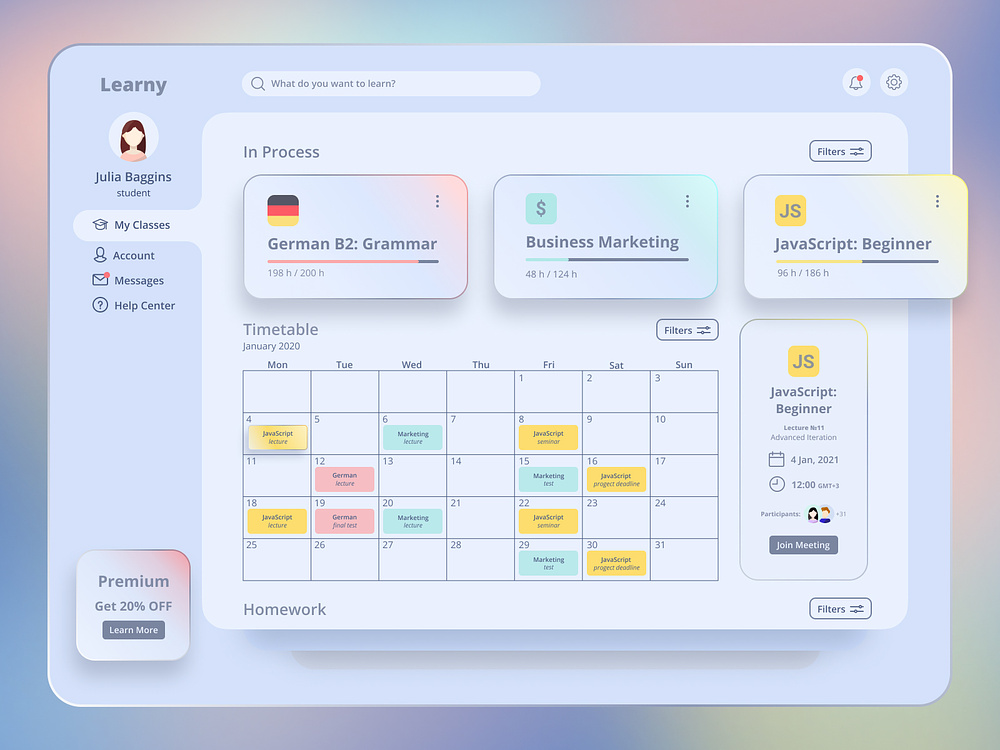 Learny
What do you want to learn?
Julia Baggins
student
My Classes
Account
Messages
Help Center
Premium
Get 20% OFF
Learn More
In Process
Filters
German B2: Grammar
198 h / 200 h
$
Business Marketing
48 h / 124 h
JS
JavaScript: Beginner
96 h / 186 h
Timetable
January 2020
Filters
Mon Tue Wed Thu Fri Sat Sun
1 2 3
4 5 6 7 8 9 10
JavaScript Marketing JavaScript
lecture lecture seminar
11 12 13 14 15 16 17
German Marketing JavaScript
lecture test progect deadline
18 19 20 21 22 23 24
JavaScript German Marketing JavaScript
lecture final test lecture seminar
25 26 27 28 29 30 31
Marketing JavaScript
test progect deadline
JS
JavaScript:
Beginner
Lecture №11
Advanced Iteration
4 Jan, 2021
12:00 GMT+3
Participants: +31
Join Meeting
Homework
Filters